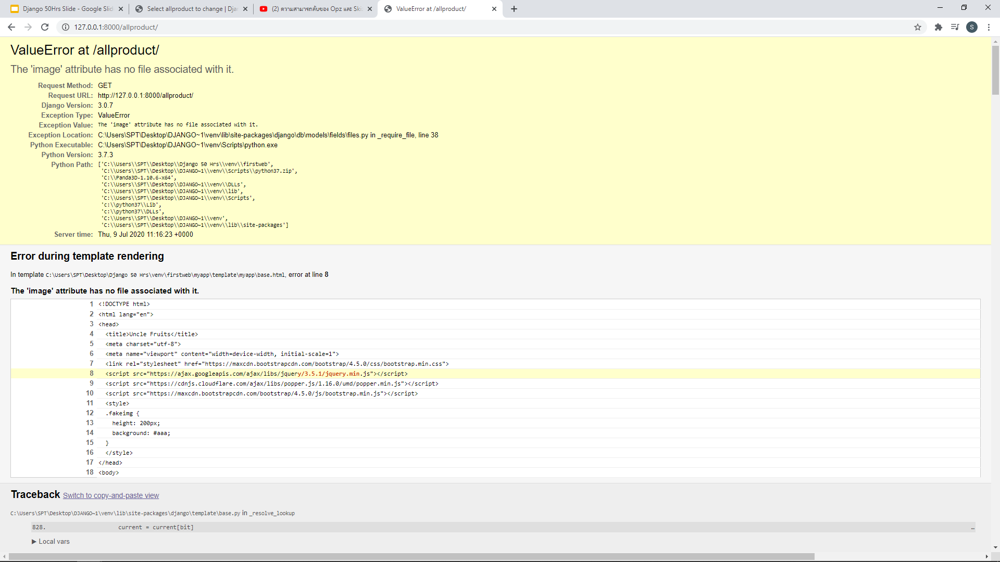 Django 50Hrs Slide - Google Slid
Select allproduct to change | Djan
(2) ความสามารถลับของ Opz และ Ski
ValueError at /allproduct/
127.0.0.1:8000/allproduct/
S
ValueError at /allproduct/
The 'image' attribute has no file associated with it.
Request Method: GET
Request URL: http://127.0.0.1:8000/allproduct/
Django Version: 3.0.7
Exception Type: ValueError
Exception Value: The 'image' attribute has no file associated with it.
Exception Location: C:\Users\SPT\Desktop\DJANGO~1\venv\lib\site-packages\django\db\models\fields\files.py in _require_file, line 38
Python Executable: C:\Users\SPT\Desktop\DJANGO~1\venv\Scripts\python.exe
Python Version: 3.7.3
Python Path: ['C:\\Users\\SPT\\Desktop\\Django 50 Hrs\\venv\\firstweb',
'C:\\Users\\SPT\\Desktop\\DJANGO~1\\venv\\Scripts\\python37.zip',
'C:\\Panda3D-1.10.6-x64',
'C:\\Users\\SPT\\Desktop\\DJANGO~1\\venv\\DLLs',
'C:\\Users\\SPT\\Desktop\\DJANGO~1\\venv\\lib',
'C:\\Users\\SPT\\Desktop\\DJANGO~1\\venv\\Scripts',
'c:\\python37\\Lib',
'c:\\python37\\DLLs',
'C:\\Users\\SPT\\Desktop\\DJANGO~1\\venv',
'C:\\Users\\SPT\\Desktop\\DJANGO~1\\venv\\lib\\site-packages']
Server time: Thu, 9 Jul 2020 11:16:23 +0000
Error during template rendering
In template C:\Users\SPT\Desktop\Django 50 Hrs\venv\firstweb\myapp\template\myapp\base.html, error at line 8
The 'image' attribute has no file associated with it.
1 <!DOCTYPE html>
2 <html lang="en">
3 <head>
4 <title>Uncle Fruits</title>
5 <meta charset="utf-8">
6 <meta name="viewport" content="width=device-width, initial-scale=1">
7 <link rel="stylesheet" href="https://maxcdn.bootstrapcdn.com/bootstrap/4.5.0/css/bootstrap.min.css">
8 <script src="https://ajax.googleapis.com/ajax/libs/jquery/3.5.1/jquery.min.js"></script>
9 <script src="https://cdnjs.cloudflare.com/ajax/libs/popper.js/1.16.0/umd/popper.min.js"></script>
10 <script src="https://maxcdn.bootstrapcdn.com/bootstrap/4.5.0/js/bootstrap.min.js"></script>
11 <style>
12 .fakeimg {
13 height: 200px;
14 background: #aaa;
15 }
16 </style>
17 </head>
18 <body>
Traceback Switch to copy-and-paste view
C:\Users\SPT\Desktop\DJANGO~1\venv\lib\site-packages\django\template\base.py in _resolve_lookup
828. current = current[bit] …
▶ Local vars